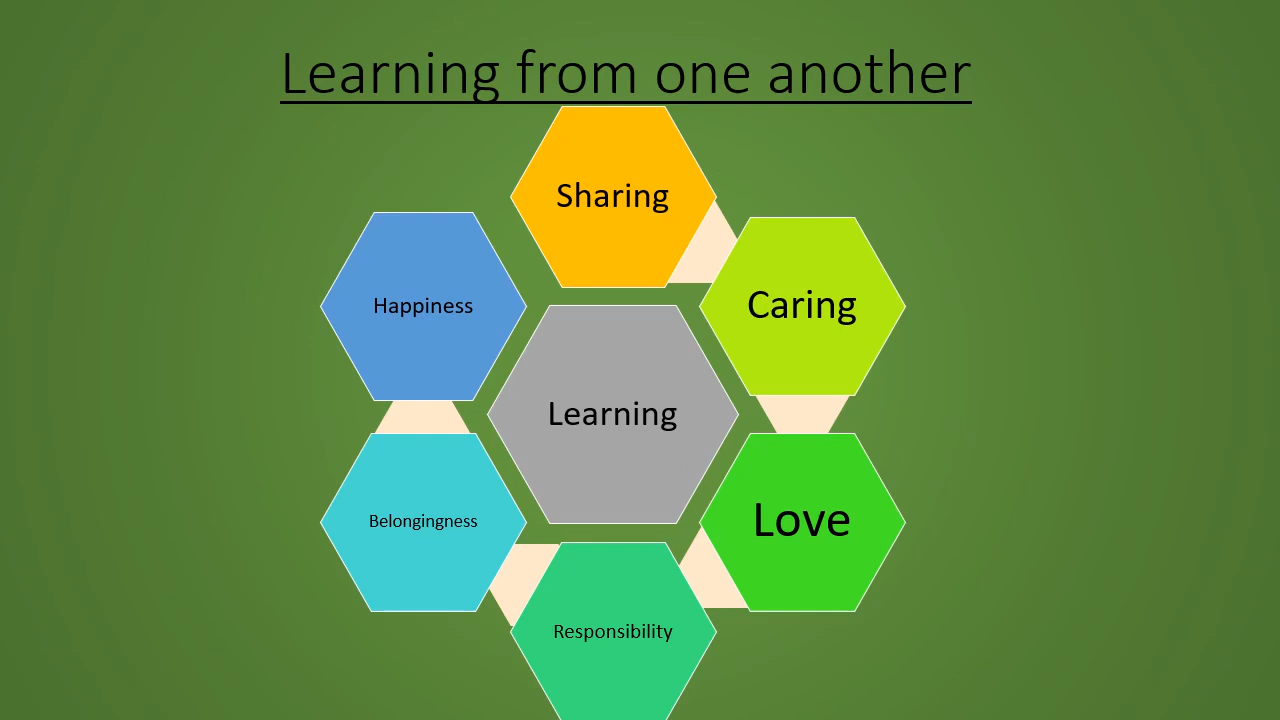 Learning from one another
Sharing
Caring
Happiness
Learning
Love
Belongingness
Responsibility